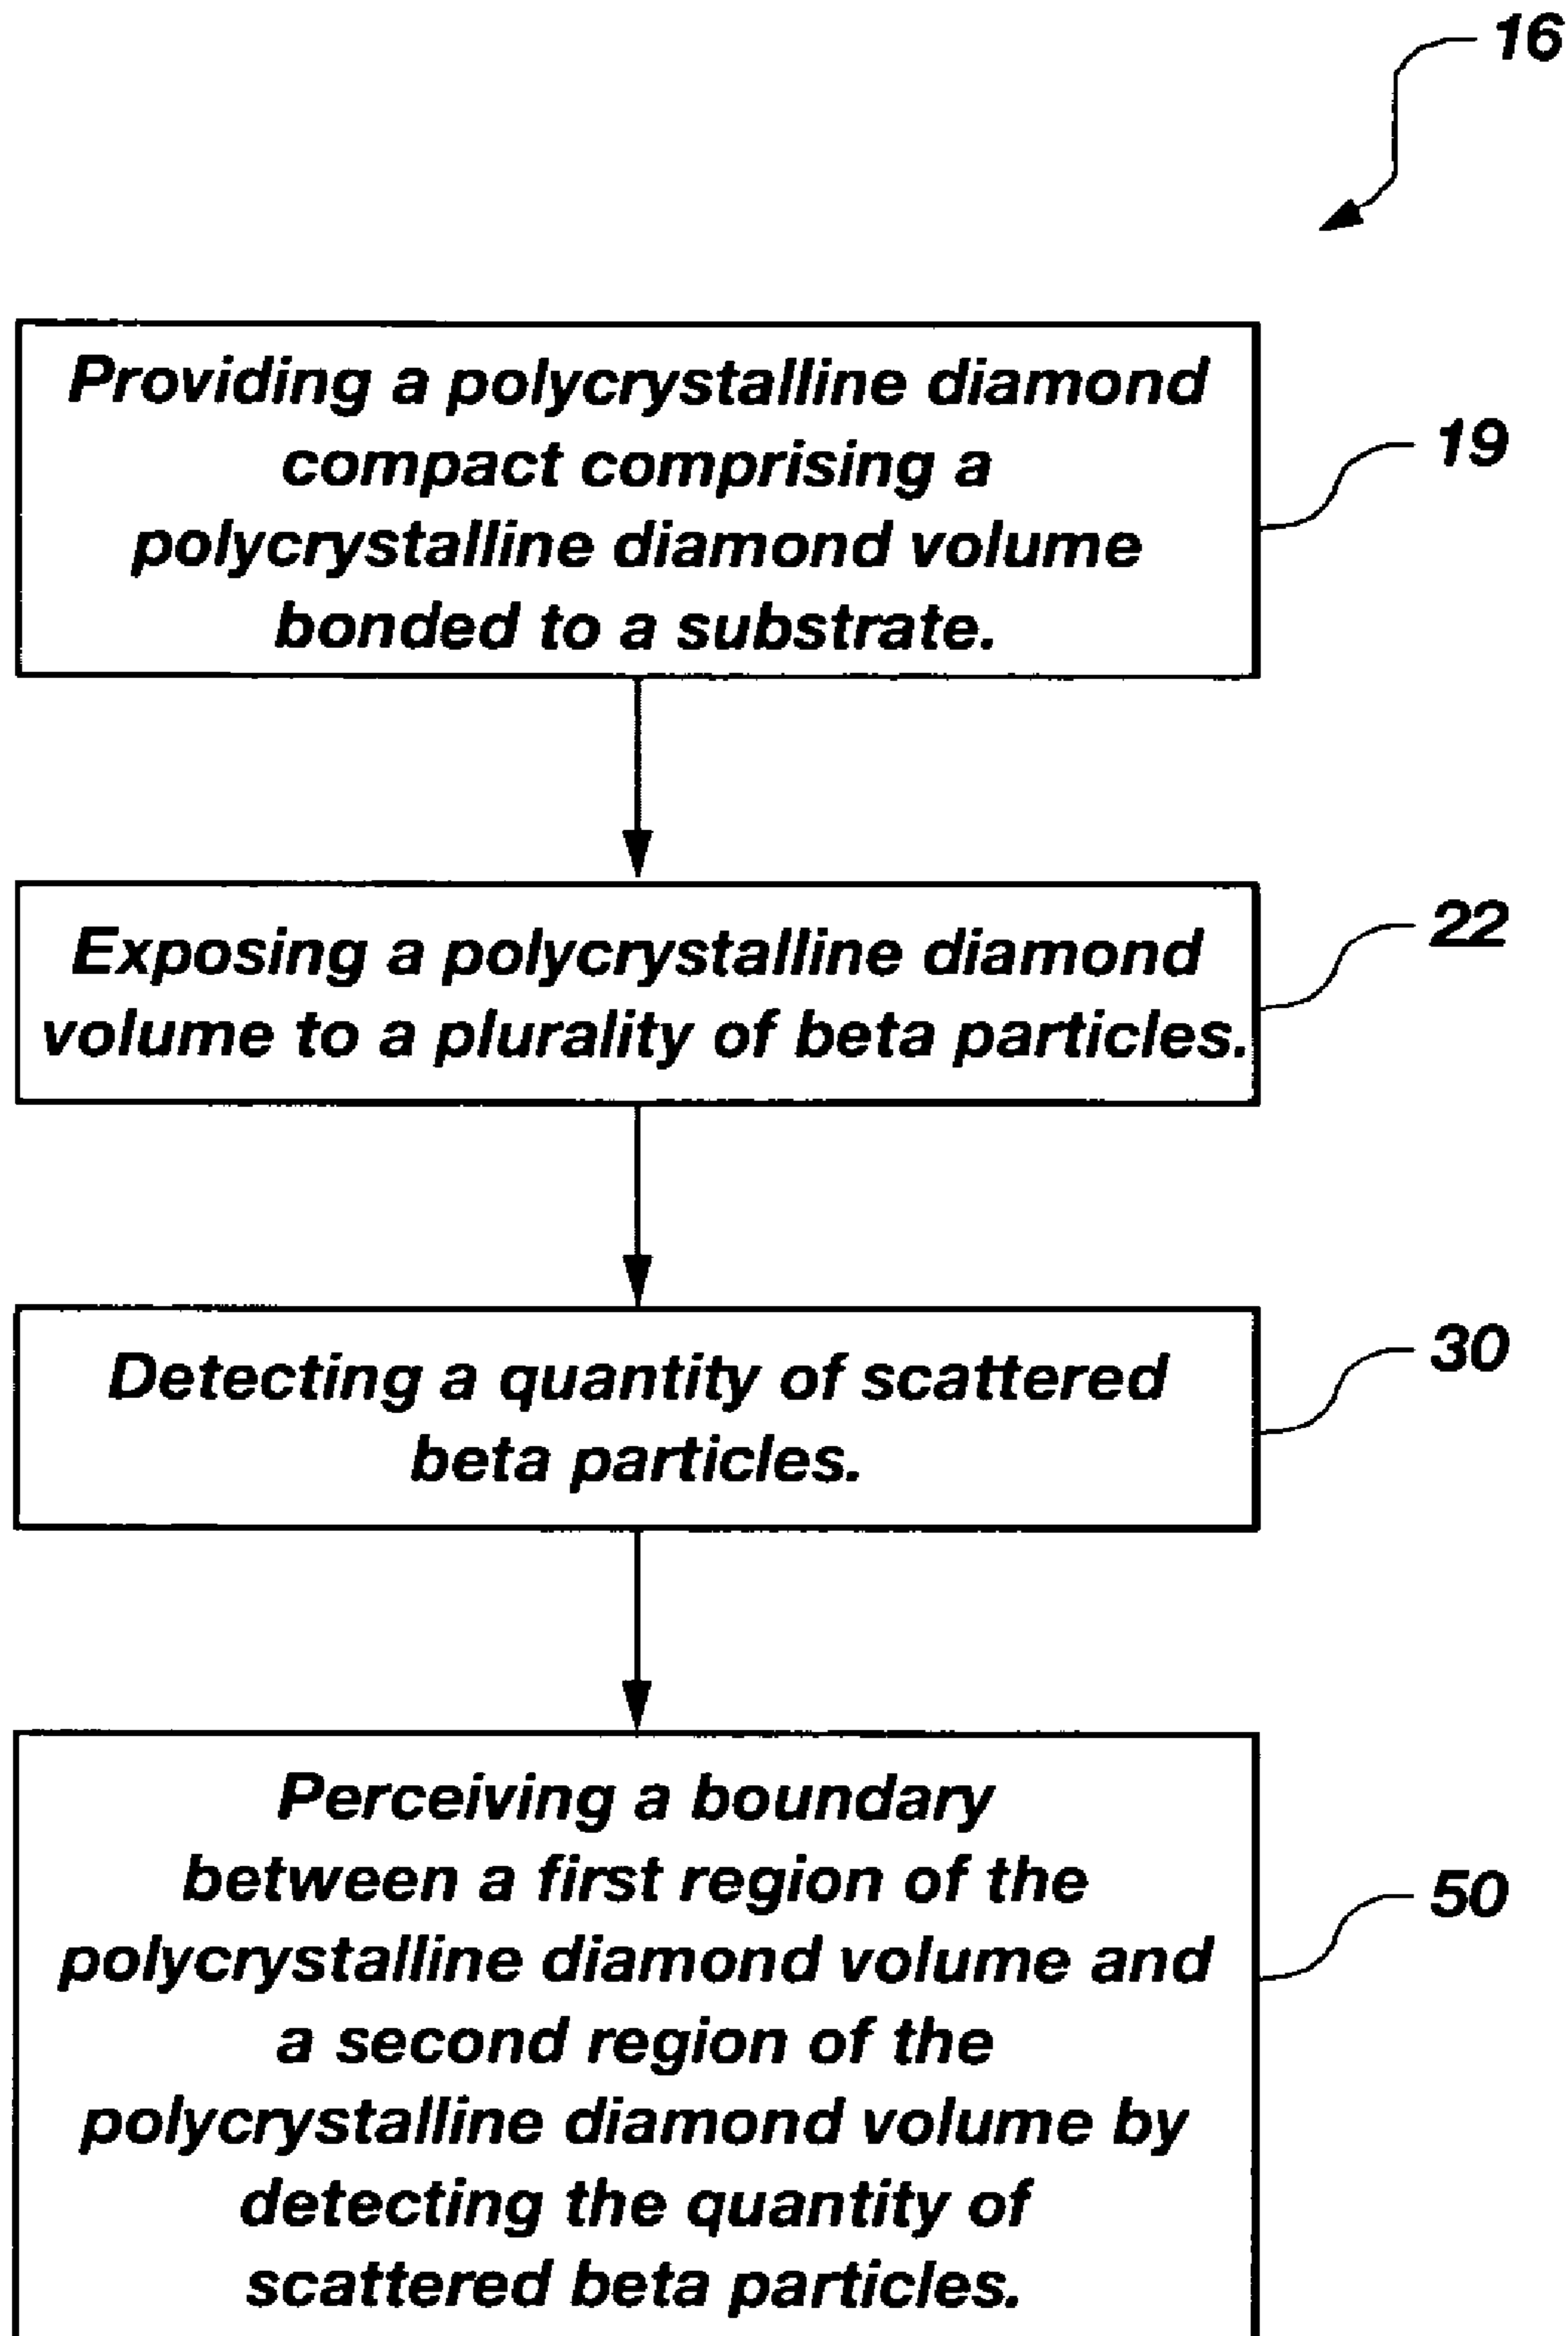 16
Providing a polycrystalline diamond
compact comprising a
polycrystalline diamond volume
bonded to a substrate.
19
Exposing a polycrystalline diamond
volume to a plurality of beta particles.
22
Detecting a quantity of scattered
beta particles.
30
Perceiving a boundary
between a first region of the
polycrystalline diamond volume and
a second region of the
polycrystalline diamond volume by
detecting the quantity of
scattered beta particles.
50